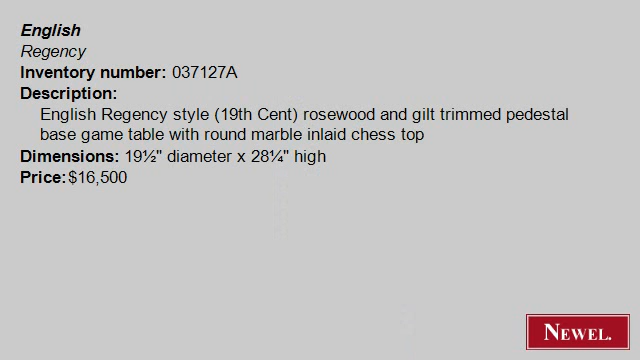 English
Regency
Inventory number: 037127A
Description:
English Regency style (19th Cent) rosewood and gilt trimmed pedestal
base game table with round marble inlaid chess top
Dimensions: 19½" diameter x 28¼" high
Price:$16,500
NEWEL.